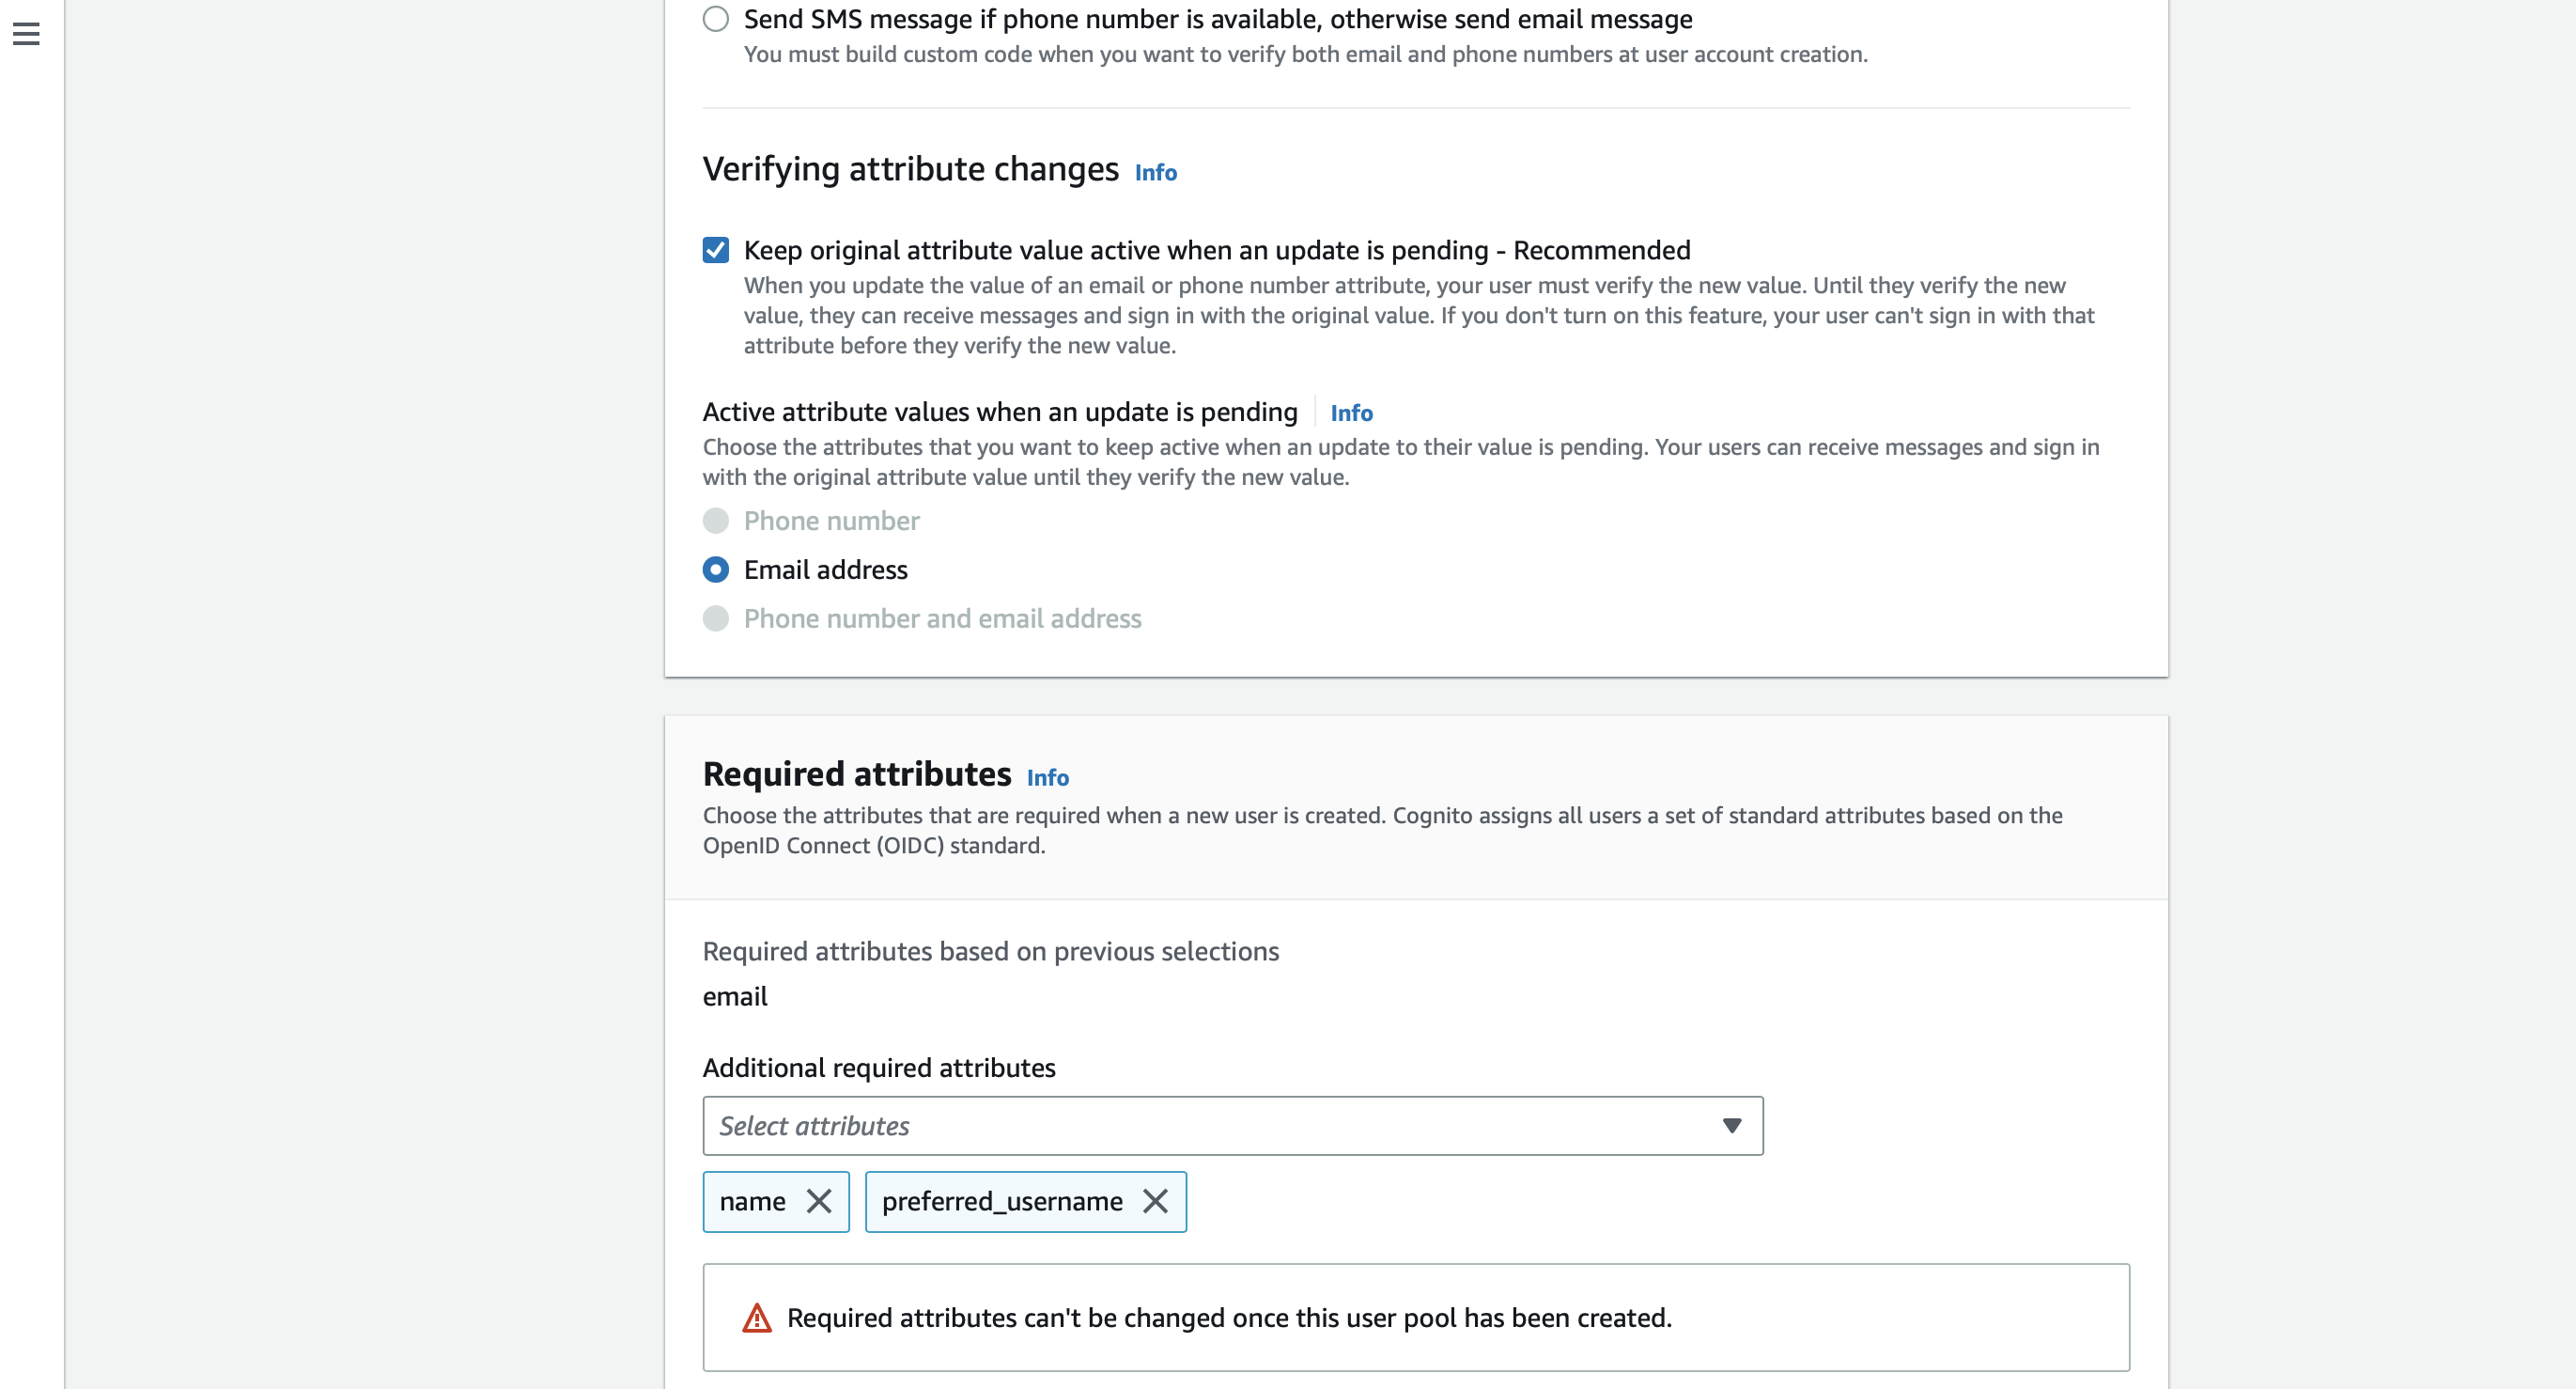 Send SMS message if phone number is available, otherwise send email message
You must build custom code when you want to verify both email and phone numbers at user account creation.
Verifying attribute changes Info
Keep original attribute value active when an update is pending - Recommended
When you update the value of an email or phone number attribute, your user must verify the new value. Until they verify the new
value, they can receive messages and sign in with the original value. If you don't turn on this feature, your user can't sign in with that
attribute before they verify the new value.
Active attribute values when an update is pending Info
Choose the attributes that you want to keep active when an update to their value is pending. Your users can receive messages and sign in
with the original attribute value until they verify the new value.
Phone number
Email address
Phone number and email address
Required attributes Info
Choose the attributes that are required when a new user is created. Cognito assigns all users a set of standard attributes based on the
OpenID Connect (OIDC) standard.
Required attributes based on previous selections
email
Additional required attributes
Select attributes
name preferred_username
Required attributes can't be changed once this user pool has been created.